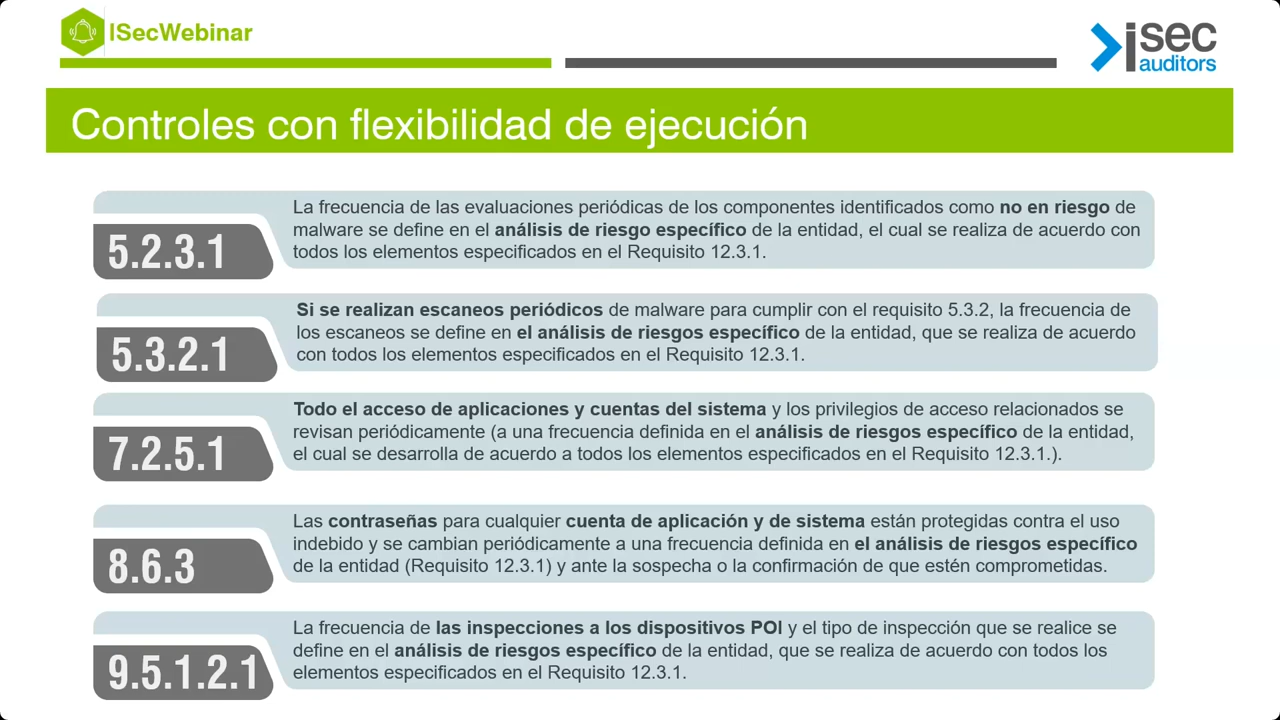 ISecWebinar
isec
auditors
Controles con flexibilidad de ejecución
5.2.3.1
La frecuencia de las evaluaciones periódicas de los componentes identificados como no en riesgo de
malware se define en el análisis de riesgo específico de la entidad, el cual se realiza de acuerdo con
todos los elementos especificados en el Requisito 12.3.1.
5.3.2.1
Si se realizan escaneos periódicos de malware para cumplir con el requisito 5.3.2, la frecuencia de
los escaneos se define en el análisis de riesgos específico de la entidad, que se realiza de acuerdo
con todos los elementos especificados en el Requisito 12.3.1.
7.2.5.1
Todo el acceso de aplicaciones y cuentas del sistema y los privilegios de acceso relacionados se
revisan periódicamente (a una frecuencia definida en el análisis de riesgos específico de la entidad,
el cual se desarrolla de acuerdo a todos los elementos especificados en el Requisito 12.3.1.).
8.6.3
Las contraseñas para cualquier cuenta de aplicación y de sistema están protegidas contra el uso
indebido y se cambian periódicamente a una frecuencia definida en el análisis de riesgos específico
de la entidad (Requisito 12.3.1) y ante la sospecha o la confirmación de que estén comprometidas.
9.5.1.2.1
La frecuencia de las inspecciones a los dispositivos POI y el tipo de inspección que se realice se
define en el análisis de riesgos específico de la entidad, que se realiza de acuerdo con todos los
elementos especificados en el Requisito 12.3.1.